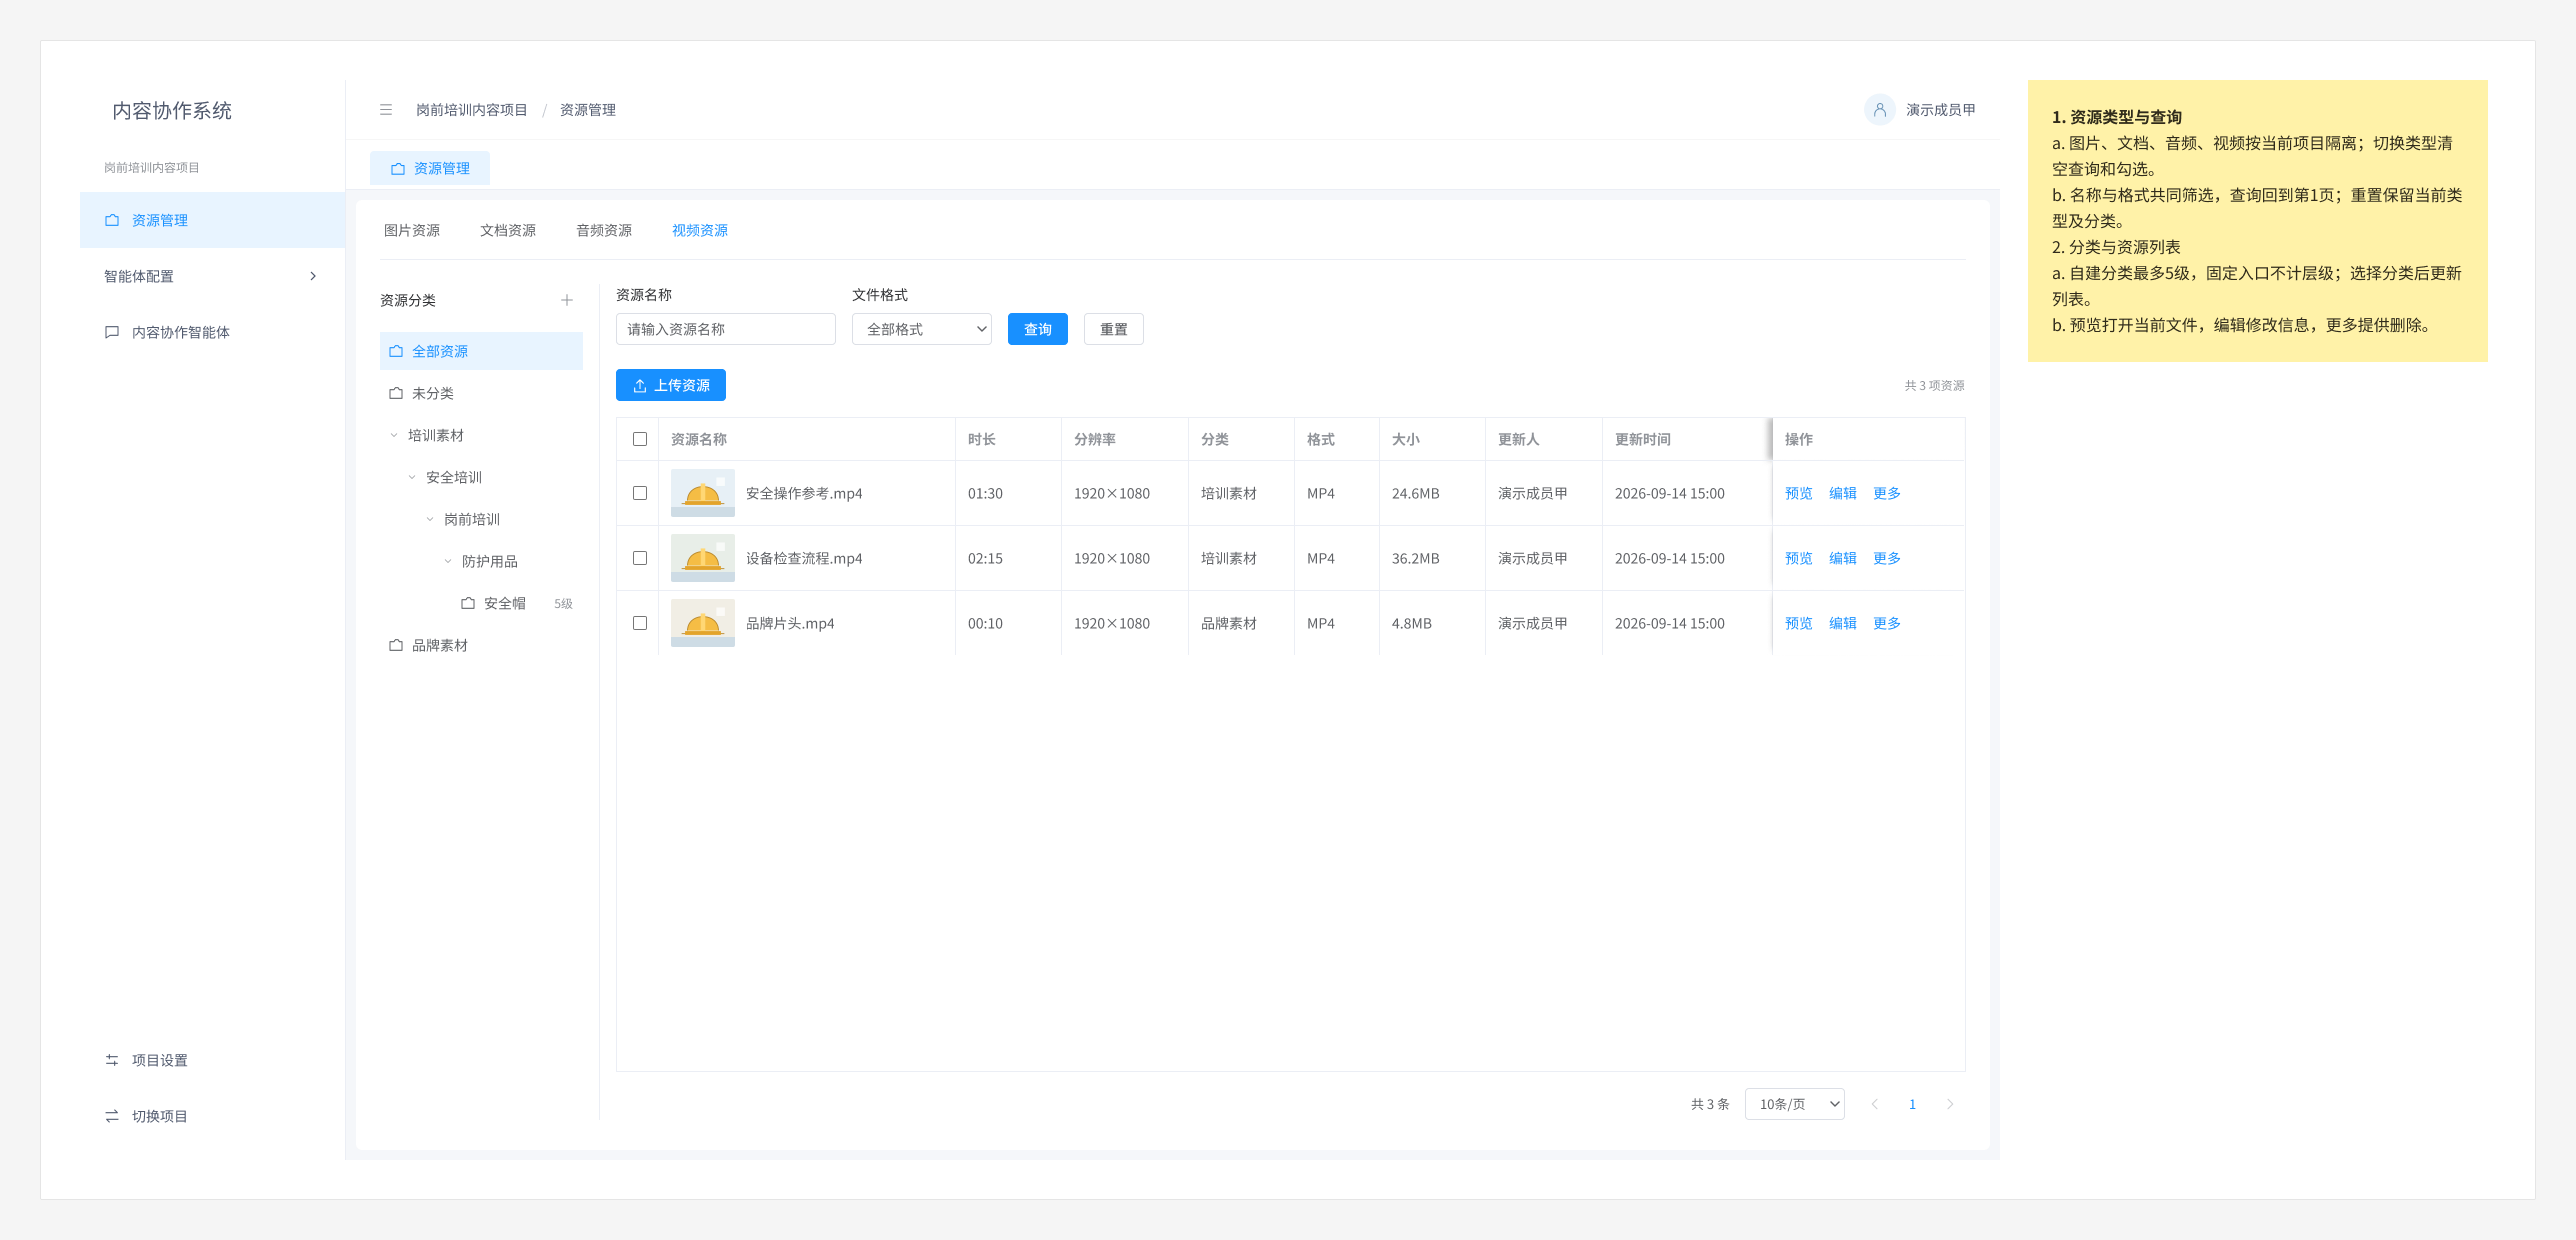 内容协作系统
岗前培训内容项目
资源管理
智能体配置
内容协作智能体
项目设置
切换项目
岗前培训内容项目 / 资源管理
演示成员甲
资源管理
图片资源 文档资源 音频资源 视频资源
资源分类
全部资源
未分类
培训素材
安全培训
岗前培训
防护用品
安全帽 5级
品牌素材
资源名称 文件格式
请输入资源名称 全部格式 查询 重置
上传资源 共 3 项资源
资源名称 时长 分辨率 分类 格式 大小 更新人 更新时间 操作
安全操作参考.mp4 01:30 1920×1080 培训素材 MP4 24.6MB 演示成员甲 2026-09-14 15:00 预览 编辑 更多
设备检查流程.mp4 02:15 1920×1080 培训素材 MP4 36.2MB 演示成员甲 2026-09-14 15:00 预览 编辑 更多
品牌片头.mp4 00:10 1920×1080 品牌素材 MP4 4.8MB 演示成员甲 2026-09-14 15:00 预览 编辑 更多
共 3 条 10条/页 1
1. 资源类型与查询
a. 图片、文档、音频、视频按当前项目隔离；切换类型清
空查询和勾选。
b. 名称与格式共同筛选，查询回到第1页；重置保留当前类
型及分类。
2. 分类与资源列表
a. 自建分类最多5级，固定入口不计层级；选择分类后更新
列表。
b. 预览打开当前文件，编辑修改信息，更多提供删除。